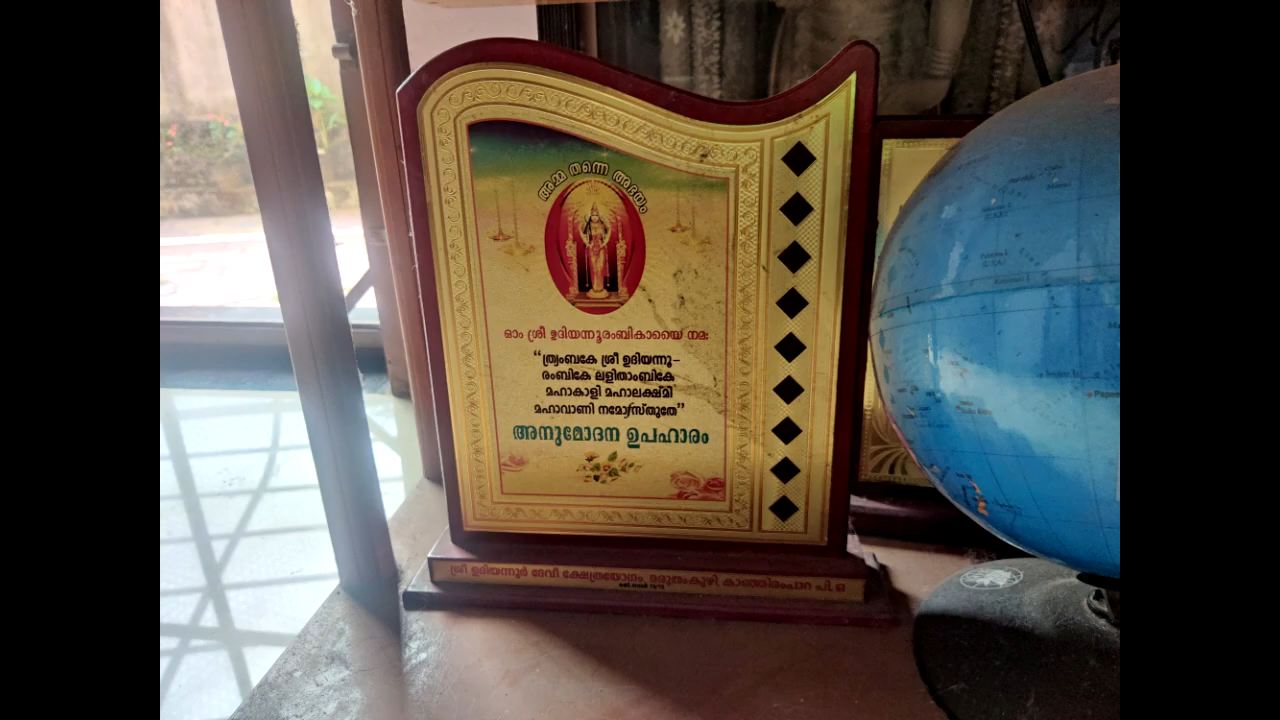 അമ്മ തന്നെ അഭയം
ഓം ശ്രീ ഉദിയന്നൂരംബികായൈ നമഃ
“ത്ര്യംബകേ ശ്രീ ഉദിയന്നൂ–
രംബികേ ലളിതാംബികേ
മഹാകാളി മഹാലക്ഷ്മി
മഹാവാണി നമോസ്തുതേ”
അനുമോദന ഉപഹാരം
ശ്രീ ഉദിയന്നൂർ ദേവീ ക്ഷേത്രയോഗം, മരുതംകുഴി, കാഞ്ഞിരംപാറ പി. ഒ